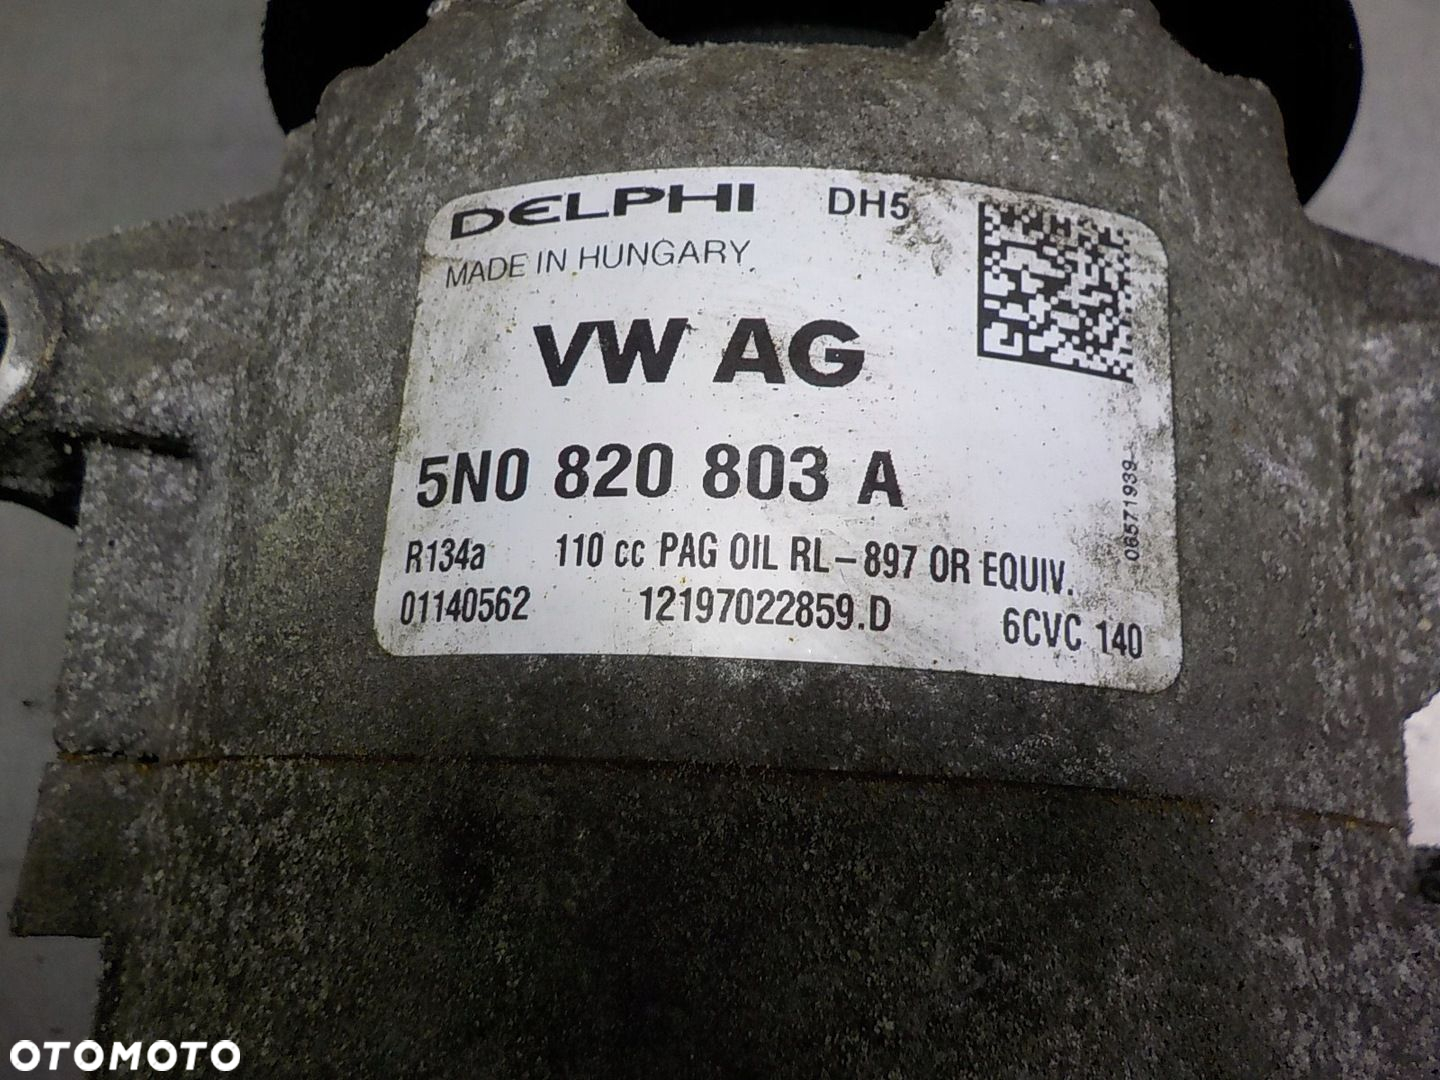 DELPHI DH5
MADE IN HUNGARY
VW AG
5N0 820 803 A
06571939
R134a 110 cc PAG OIL RL-897 OR EQUIV.
01140562 12197022859.D 6CVC 140
OTOMOTO